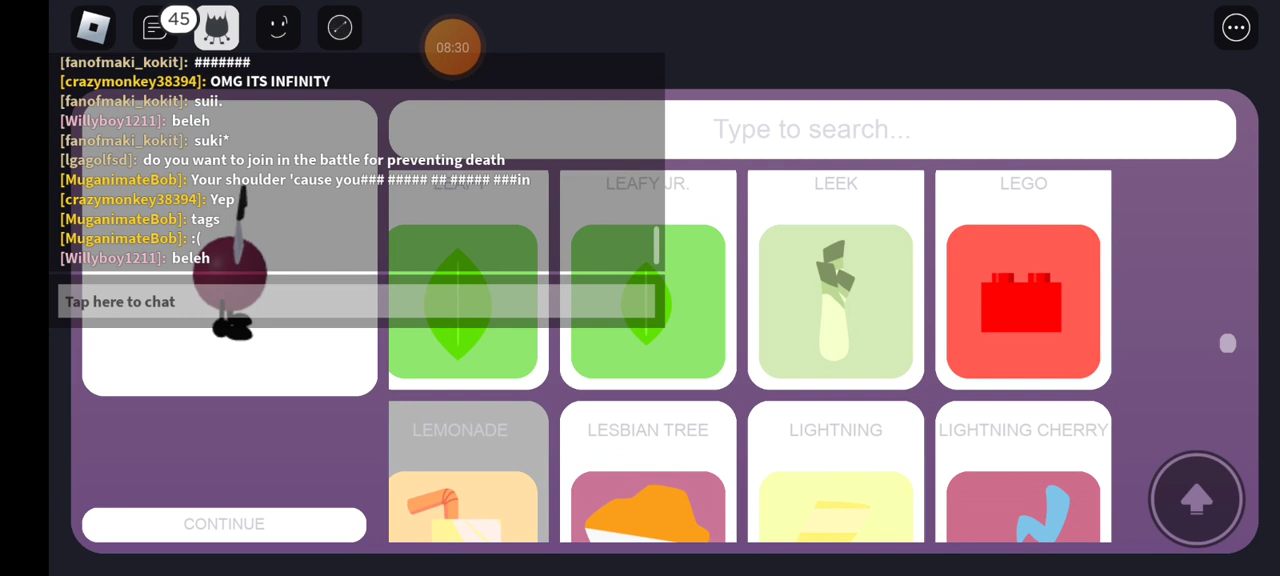 45
08:30
[fanofmaki_kokit]: #######
[crazymonkey38394]: OMG ITS INFINITY
[fanofmaki_kokit]: suii.
[Willyboy1211]: beleh
[fanofmaki_kokit]: suki*
[lgagolfsd]: do you want to join in the battle for preventing death
[MuganimateBob]: Your shoulder 'cause you### ##### ## ##### ###in
[crazymonkey38394]: Yep
[MuganimateBob]: tags
[MuganimateBob]: :(
[Willyboy1211]: beleh
Tap here to chat
Type to search...
LEAFY
LEAFY JR.
LEEK
LEGO
LEMONADE
LESBIAN TREE
LIGHTNING
LIGHTNING CHERRY
CONTINUE